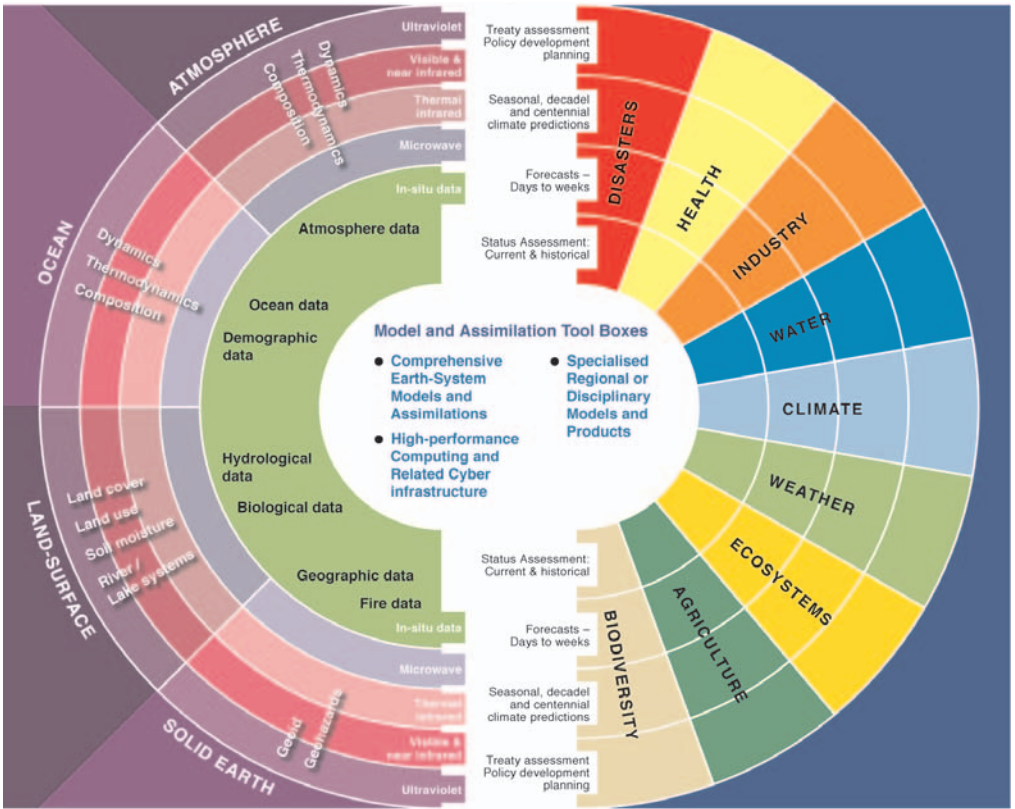 ATMOSPHERE
Dynamics
Thermodynamics
Composition
OCEAN
Dynamics
Thermodynamics
Composition
LAND-SURFACE
Land cover
Land use
Soil moisture
River /
Lake systems
SOLID EARTH
Geoid
Geohazards
Ultraviolet
Visible &
near infrared
Thermal
infrared
Microwave
In-situ data
Atmosphere data
Ocean data
Demographic
data
Hydrological
data
Biological data
Geographic data
Fire data
In-situ data
Microwave
Thermal
infrared
Visible &
near infrared
Ultraviolet
Model and Assimilation Tool Boxes
● Comprehensive
Earth-System
Models and
Assimilations
● High-performance
Computing and
Related Cyber
infrastructure
● Specialised
Regional or
Disciplinary
Models and
Products
Treaty assessment
Policy development
planning
Seasonal, decadel
and centennial
climate predictions
Forecasts –
Days to weeks
Status Assessment:
Current & historical
Status Assessment:
Current & historical
Forecasts –
Days to weeks
Seasonal, decadel
and centennial
climate predictions
Treaty assessment
Policy development
planning
DISASTERS
HEALTH
INDUSTRY
WATER
CLIMATE
WEATHER
ECOSYSTEMS
AGRICULTURE
BIODIVERSITY